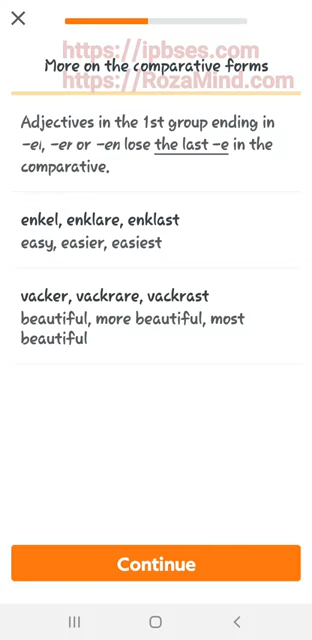 https://ipbses.com
More on the comparative forms
https://RozaMind.com
Adjectives in the 1st group ending in
-el, -er or -en lose the last -e in the
comparative.
enkel, enklare, enklast
easy, easier, easiest
vacker, vackrare, vackrast
beautiful, more beautiful, most
beautiful
Continue